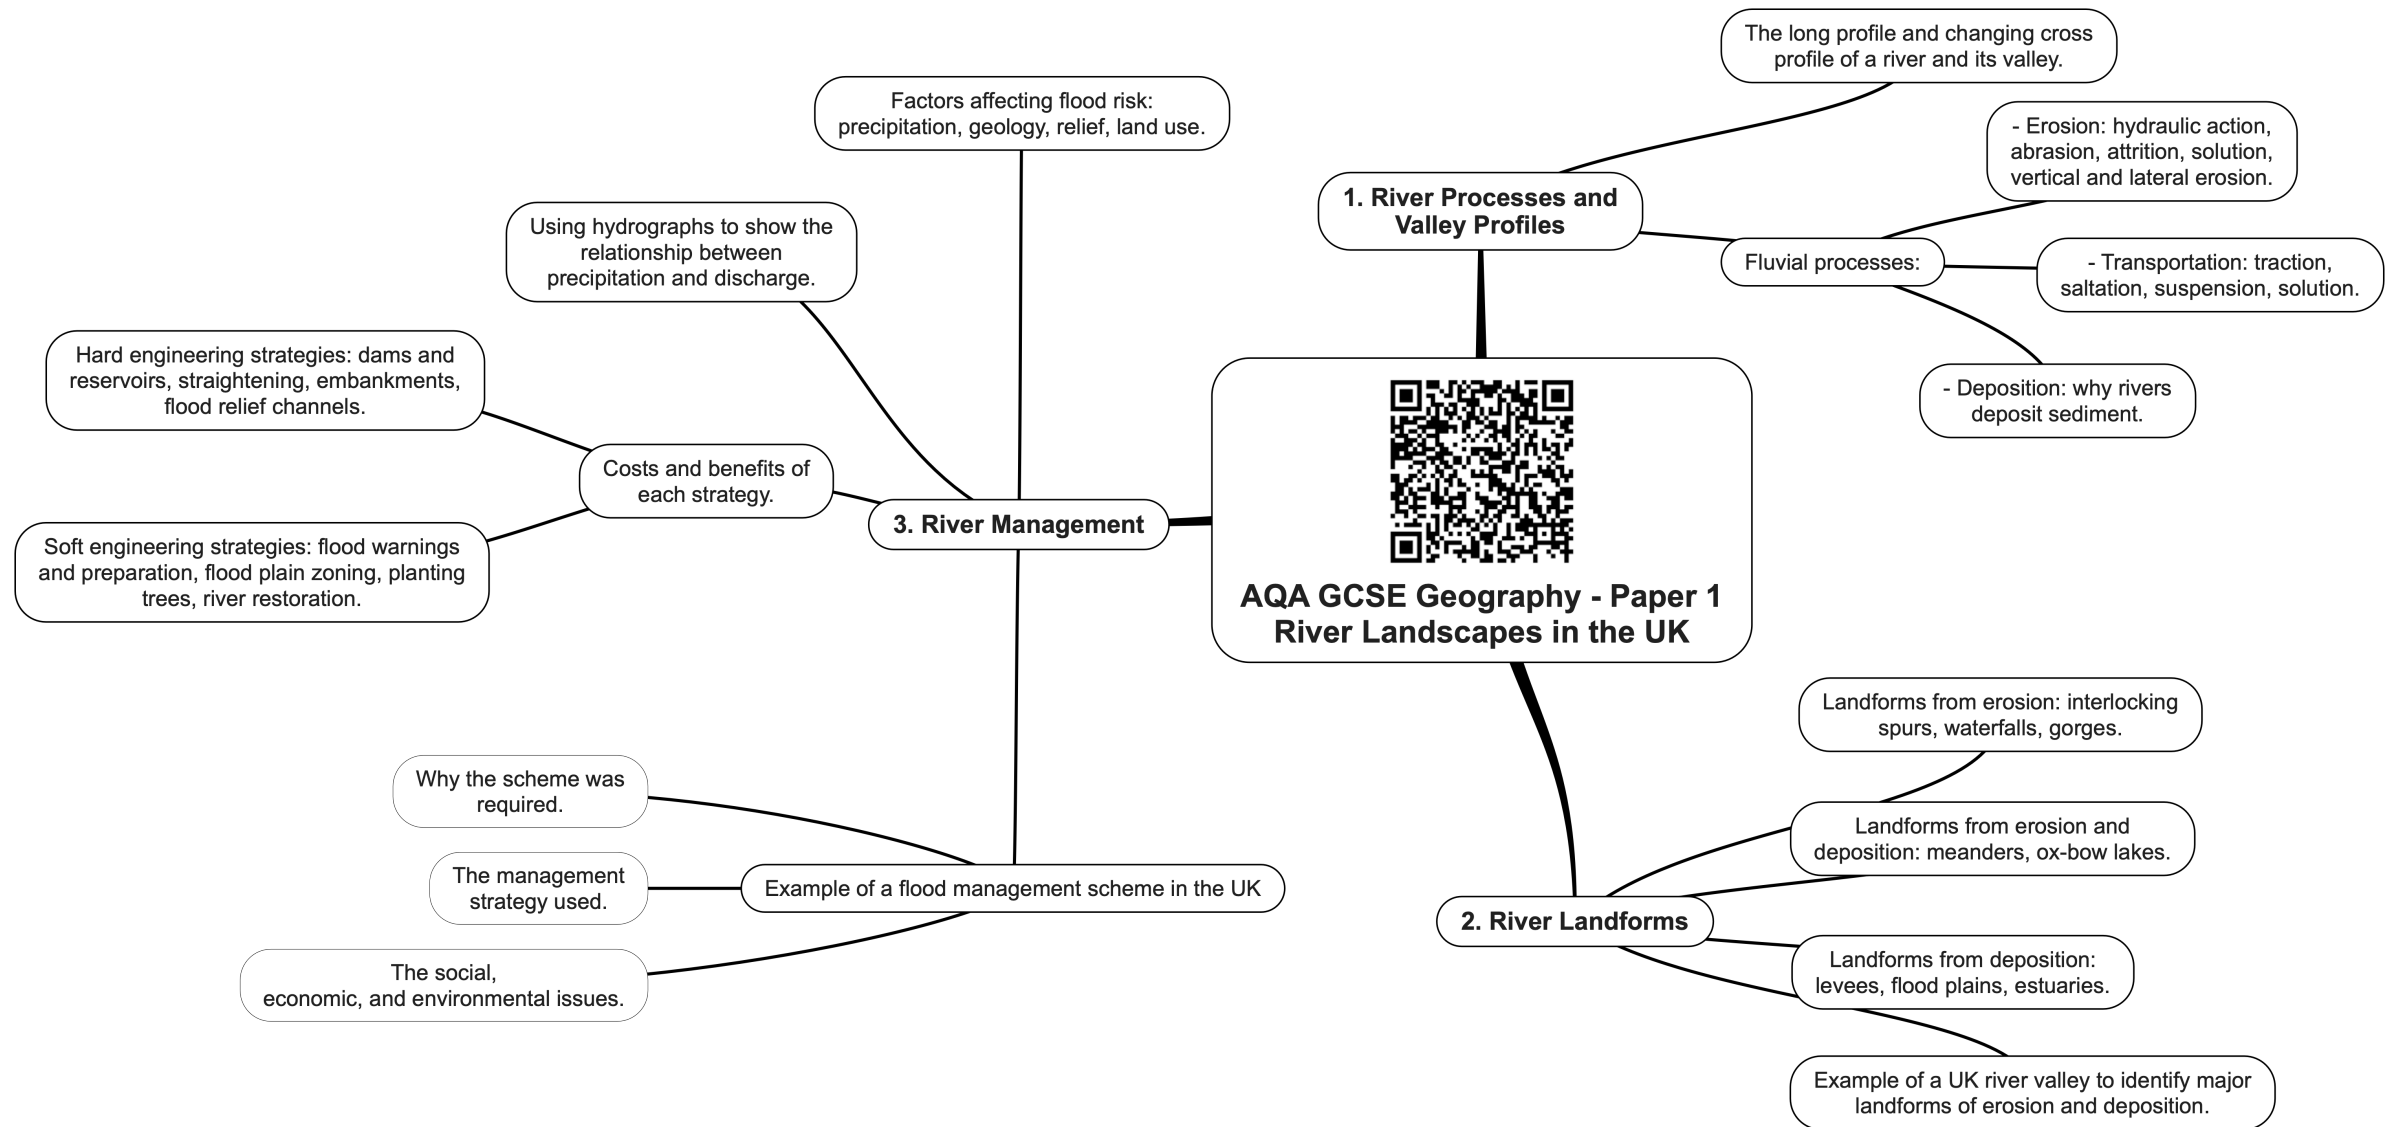 AQA GCSE Geography - Paper 1
River Landscapes in the UK
1. River Processes and
Valley Profiles
The long profile and changing cross
profile of a river and its valley.
Fluvial processes:
- Erosion: hydraulic action,
abrasion, attrition, solution,
vertical and lateral erosion.
- Transportation: traction,
saltation, suspension, solution.
- Deposition: why rivers
deposit sediment.
2. River Landforms
Landforms from erosion: interlocking
spurs, waterfalls, gorges.
Landforms from erosion and
deposition: meanders, ox-bow lakes.
Landforms from deposition:
levees, flood plains, estuaries.
Example of a UK river valley to identify major
landforms of erosion and deposition.
3. River Management
Factors affecting flood risk:
precipitation, geology, relief, land use.
Using hydrographs to show the
relationship between
precipitation and discharge.
Costs and benefits of
each strategy.
Hard engineering strategies: dams and
reservoirs, straightening, embankments,
flood relief channels.
Soft engineering strategies: flood warnings
and preparation, flood plain zoning, planting
trees, river restoration.
Example of a flood management scheme in the UK
Why the scheme was
required.
The management
strategy used.
The social,
economic, and environmental issues.